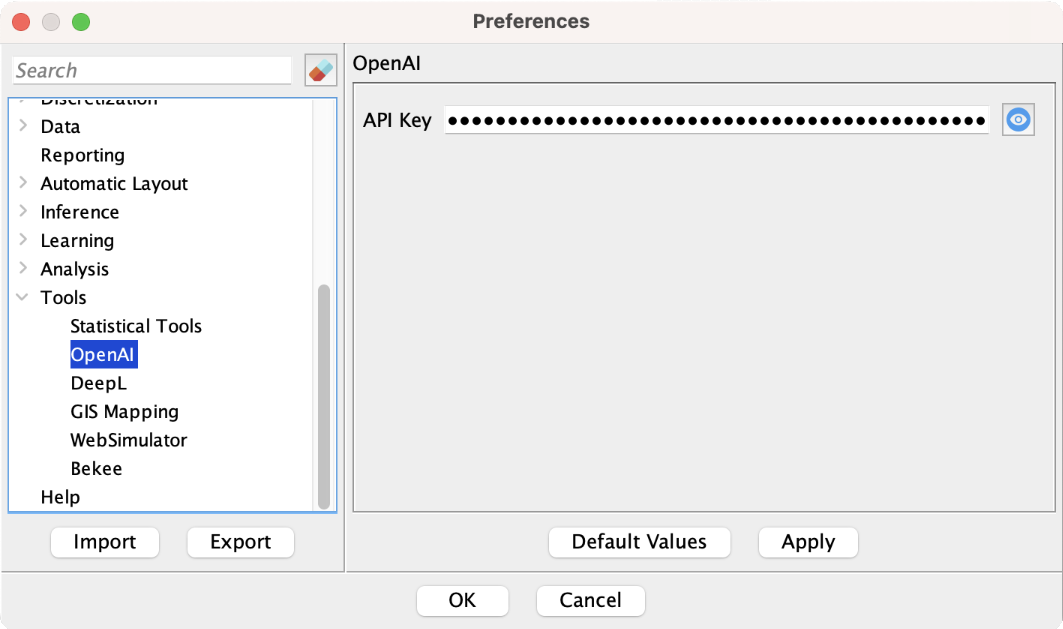 Preferences
Search
Discretization
Data
Reporting
Automatic Layout
Inference
Learning
Analysis
Tools
Statistical Tools
OpenAI
DeepL
GIS Mapping
WebSimulator
Bekee
Help
Import
Export
OpenAI
API Key
Default Values
Apply
OK
Cancel